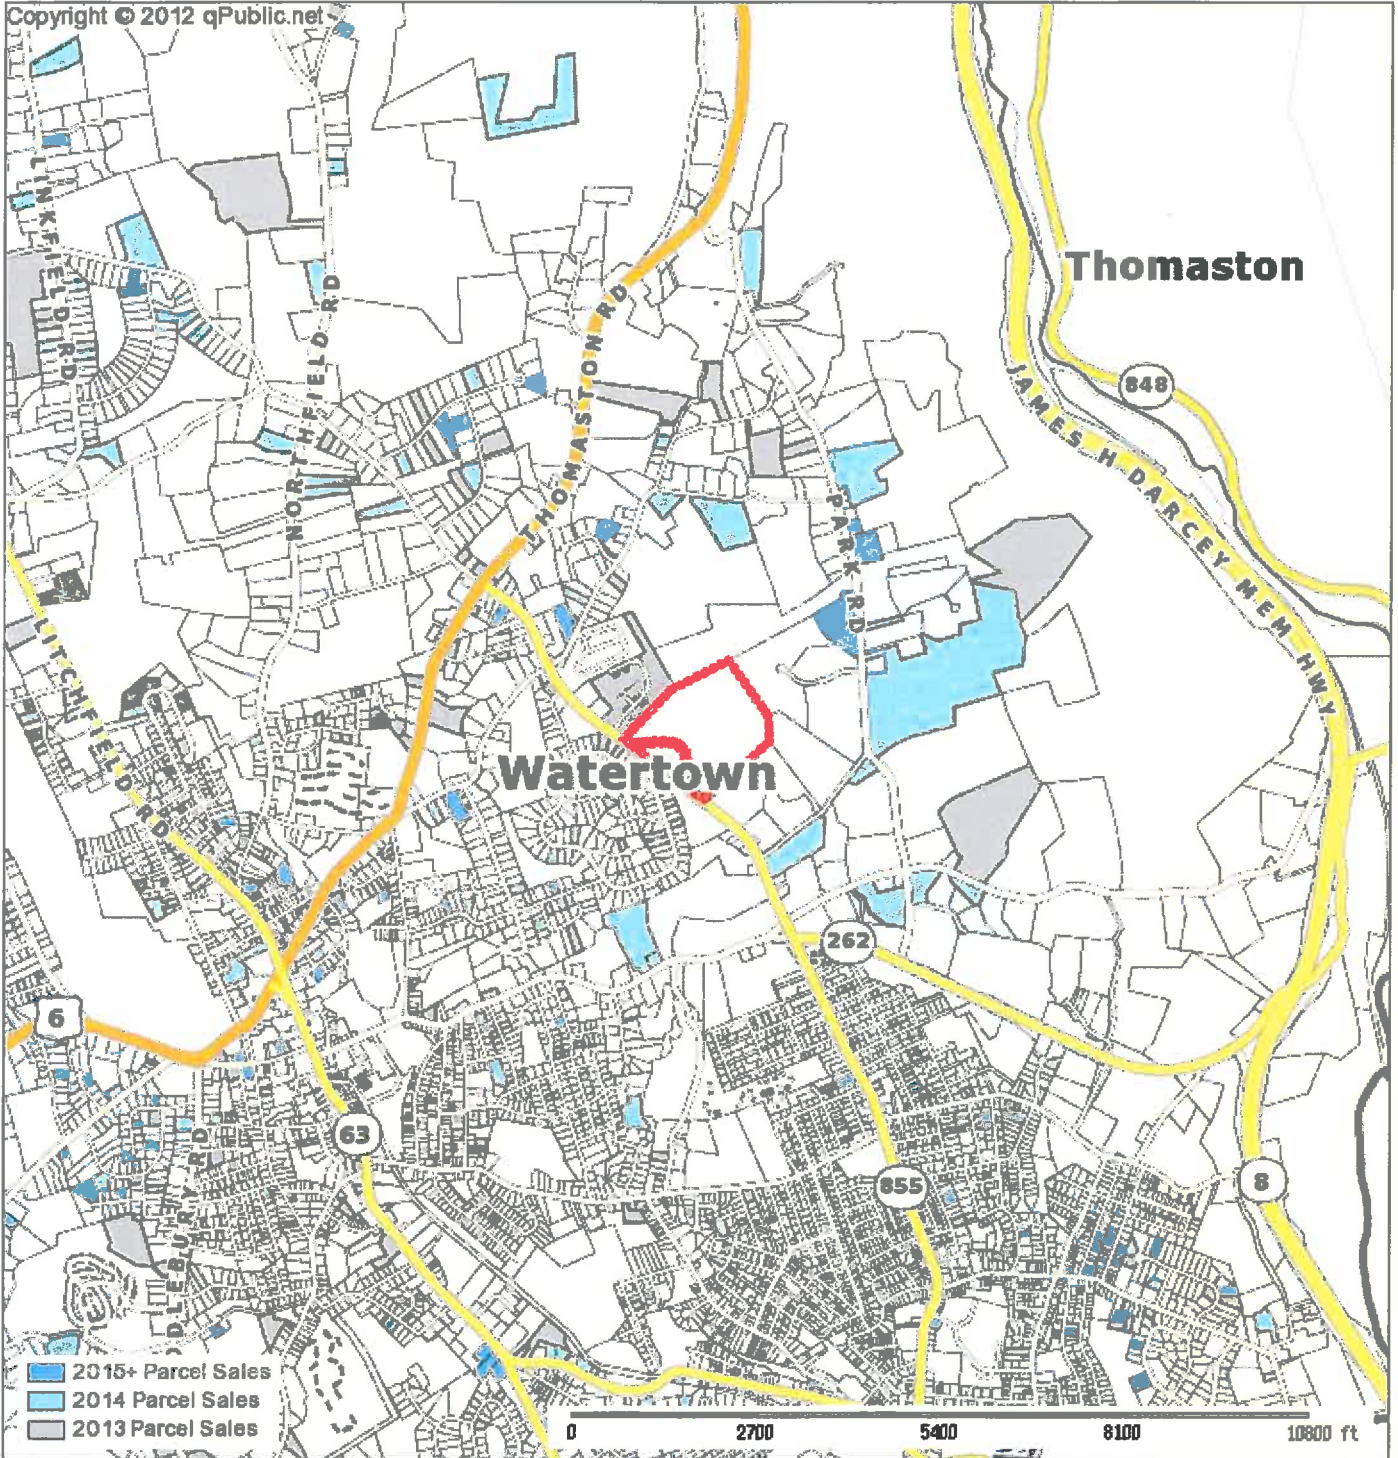 Copyright © 2012 qPublic.net
LINKFIELD RD
NORTHFIELD RD
THOMASTON RD
Thomaston
848
JAMES H DARCEY MEM HWY
PARK RD
LITCHFIELD RD
Watertown
262
6
63
855
8
DLEBURY RD
2015+ Parcel Sales
2014 Parcel Sales
2013 Parcel Sales
0 2700 5400 8100 10800 ft